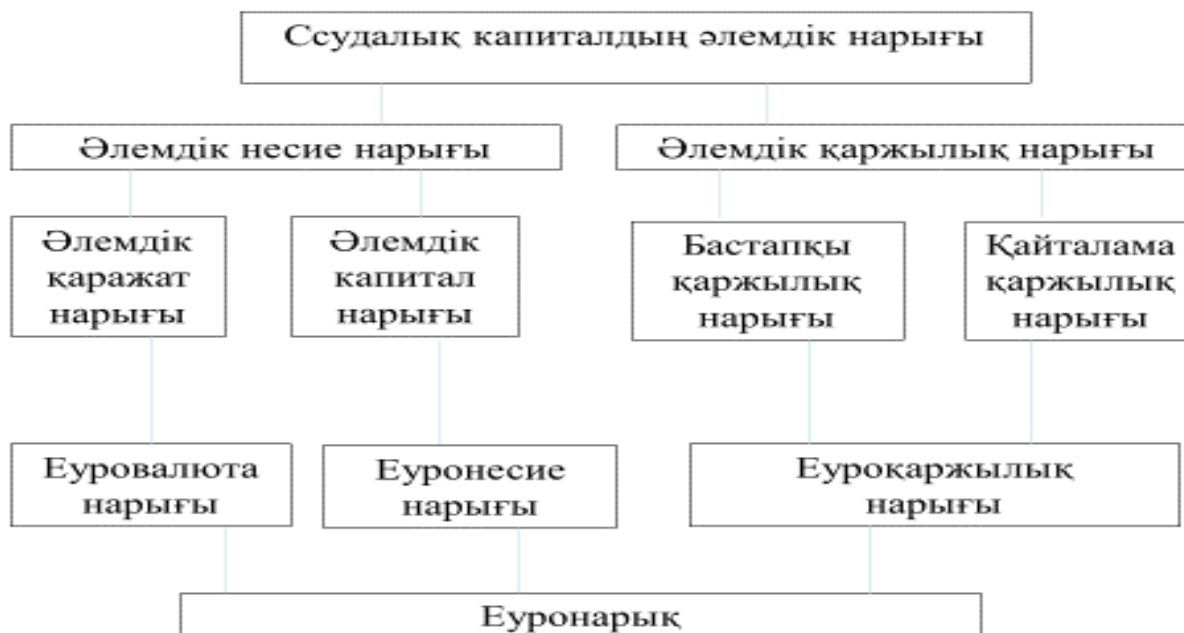 Ссудалық капиталдың әлемдік нарығы
Әлемдік несие нарығы
Әлемдік қаржылық нарығы
Әлемдік
қаражат
нарығы
Әлемдік
капитал
нарығы
Бастапқы
қаржылық
нарығы
Қайталама
қаржылық
нарығы
Еуровалюта
нарығы
Еуронесие
нарығы
Еуроқаржылық
нарығы
Еуронарық